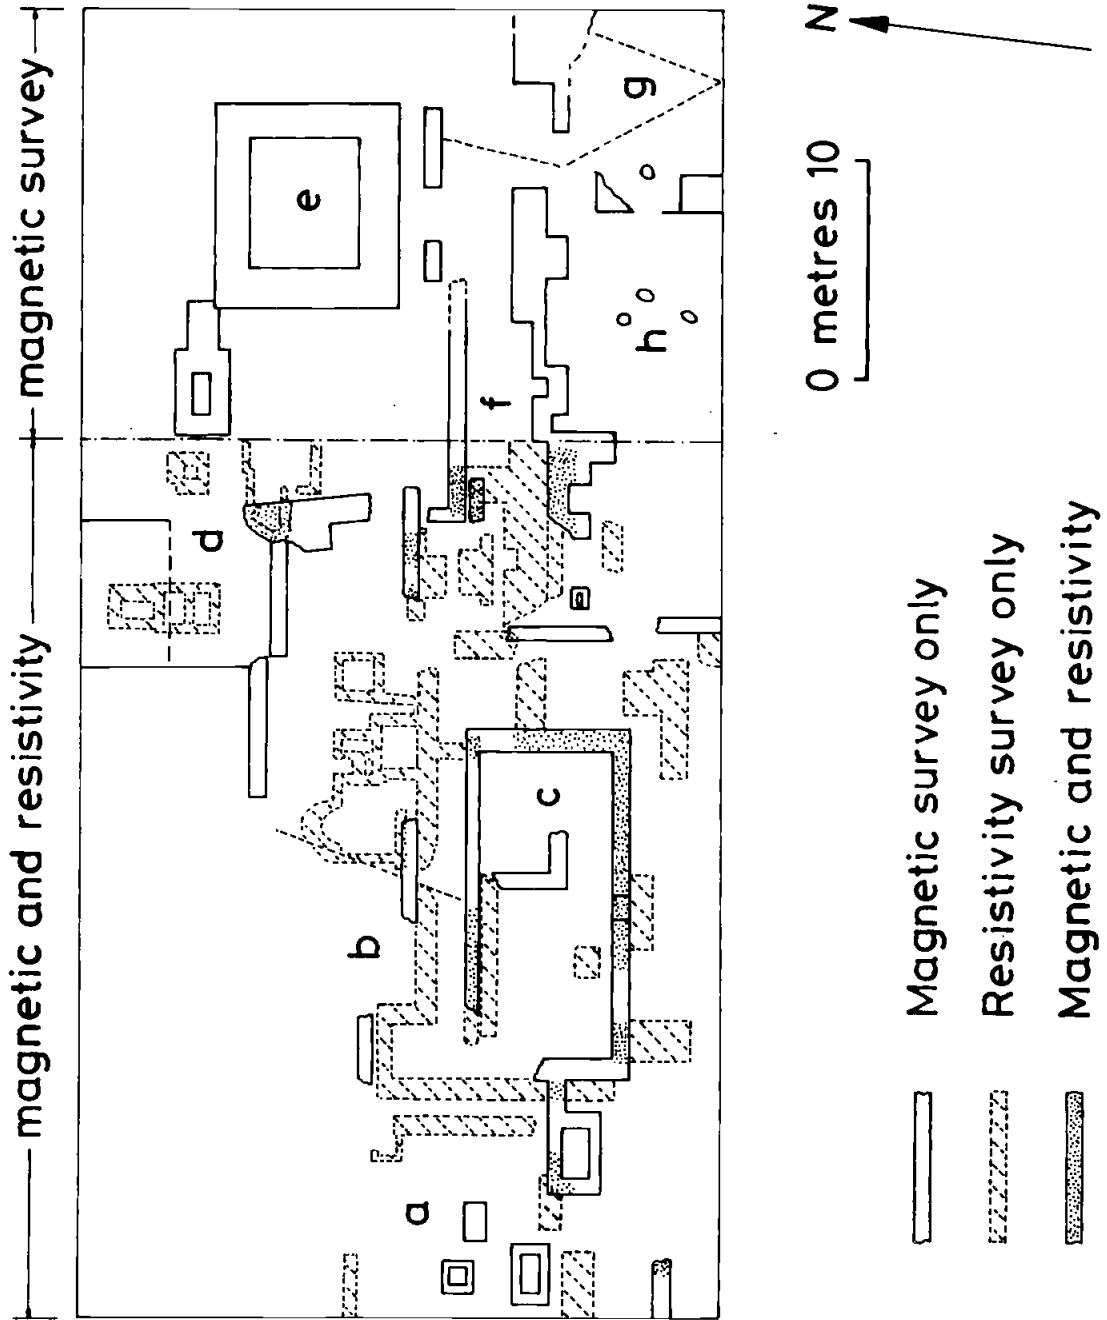 magnetic and resistivity
magnetic survey
a
b
c
d
e
f
g
h
N
0 metres 10
Magnetic survey only
Resistivity survey only
Magnetic and resistivity